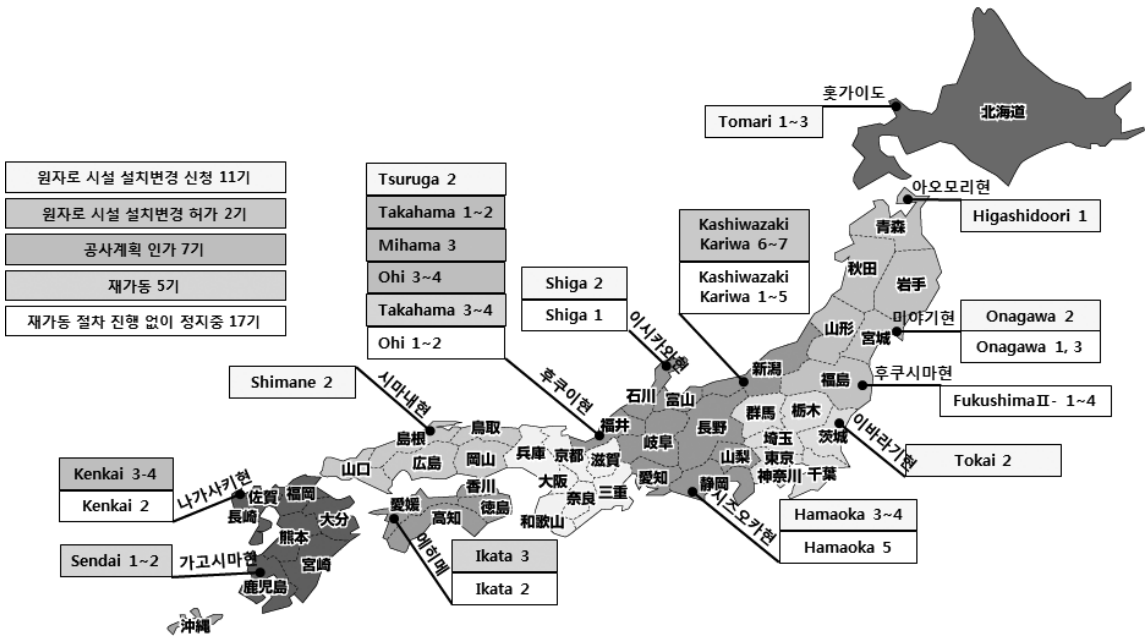 홋가이도
Tomari 1~3
北海道
원자로 시설 설치변경 신청 11기
원자로 시설 설치변경 허가 2기
공사계획 인가 7기
재가동 5기
재가동 절차 진행 없이 정지중 17기
Tsuruga 2
Takahama 1~2
Mihama 3
Ohi 3~4
Takahama 3~4
Ohi 1~2
후쿠이현
Shiga 2
Shiga 1
이시카와현
Kashiwazaki
Kariwa 6~7
Kashiwazaki
Kariwa 1~5
아오모리현
Higashidoori 1
青森
秋田
岩手
미야기현
Onagawa 2
Onagawa 1, 3
山形
宮城
후쿠시마현
FukushimaⅡ- 1~4
新潟
福島
이바라기현
Tokai 2
Shimane 2
시마내현
石川
富山
群馬
栃木
福井
長野
埼玉
茨城
岐阜
山梨
東京
神奈川
千葉
愛知
静岡
시즈오카현
Hamaoka 3~4
Hamaoka 5
島根
鳥取
山口
広島
岡山
兵庫
京都
滋賀
大阪
奈良
三重
和歌山
香川
愛媛
高知
徳島
에히메
Ikata 3
Ikata 2
Kenkai 3-4
Kenkai 2
나가사키현
佐賀
福岡
長崎
大分
熊本
宮崎
Sendai 1~2
가고시마현
鹿児島
沖縄